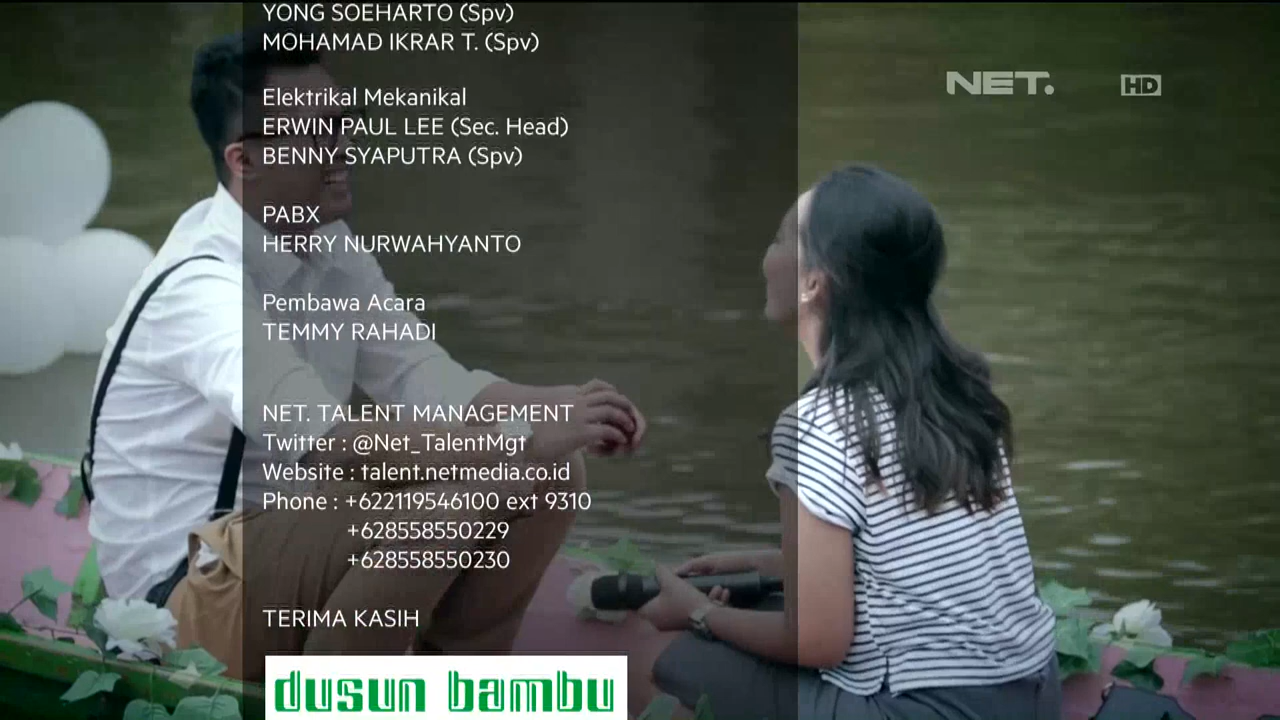 YONG SOEHARTO (Spv)
MOHAMAD IKRAR T. (Spv)
NET.
HD
Elektrikal Mekanikal
ERWIN PAUL LEE (Sec. Head)
BENNY SYAPUTRA (Spv)
PABX
HERRY NURWAHYANTO
Pembawa Acara
TEMMY RAHADI
NET. TALENT MANAGEMENT
Twitter : @Net_TalentMgt
Website : talent.netmedia.co.id
Phone : +622119546100 ext 9310
+628558550229
+628558550230
TERIMA KASIH
dusun bambu